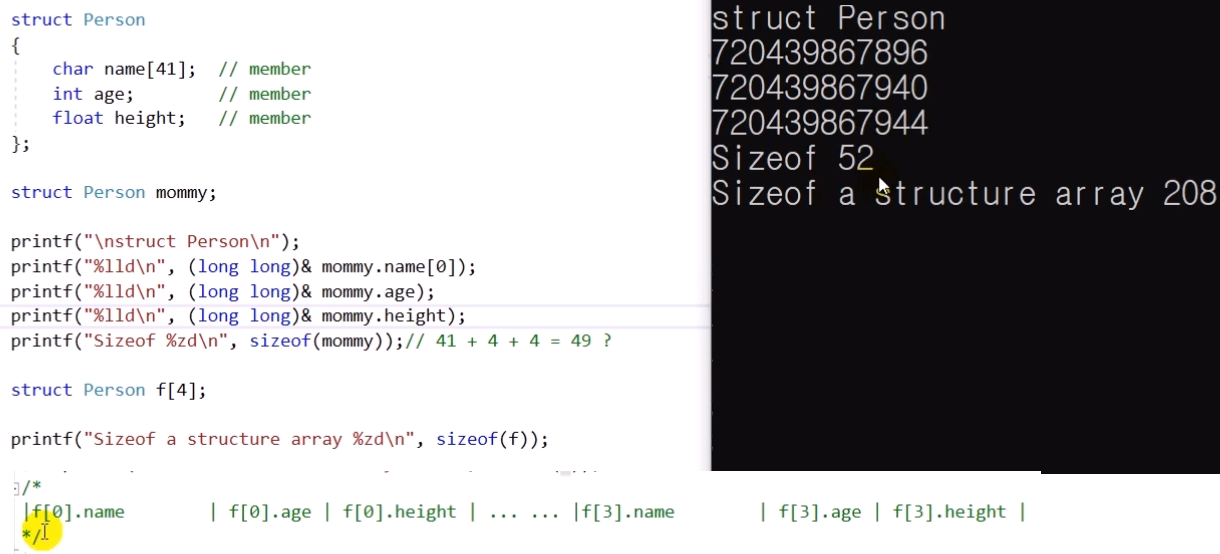 struct Person
{
    char name[41];  // member
    int age;        // member
    float height;   // member
};
struct Person mommy;
printf("\nstruct Person\n");
printf("%lld\n", (long long)& mommy.name[0]);
printf("%lld\n", (long long)& mommy.age);
printf("%lld\n", (long long)& mommy.height);
printf("Sizeof %zd\n", sizeof(mommy));// 41 + 4 + 4 = 49 ?
struct Person f[4];
printf("Sizeof a structure array %zd\n", sizeof(f));
struct Person
720439867896
720439867940
720439867944
Sizeof 52
Sizeof a structure array 208
/*
|f[0].name        | f[0].age | f[0].height | ... ... |f[3].name        | f[3].age | f[3].height |
*/